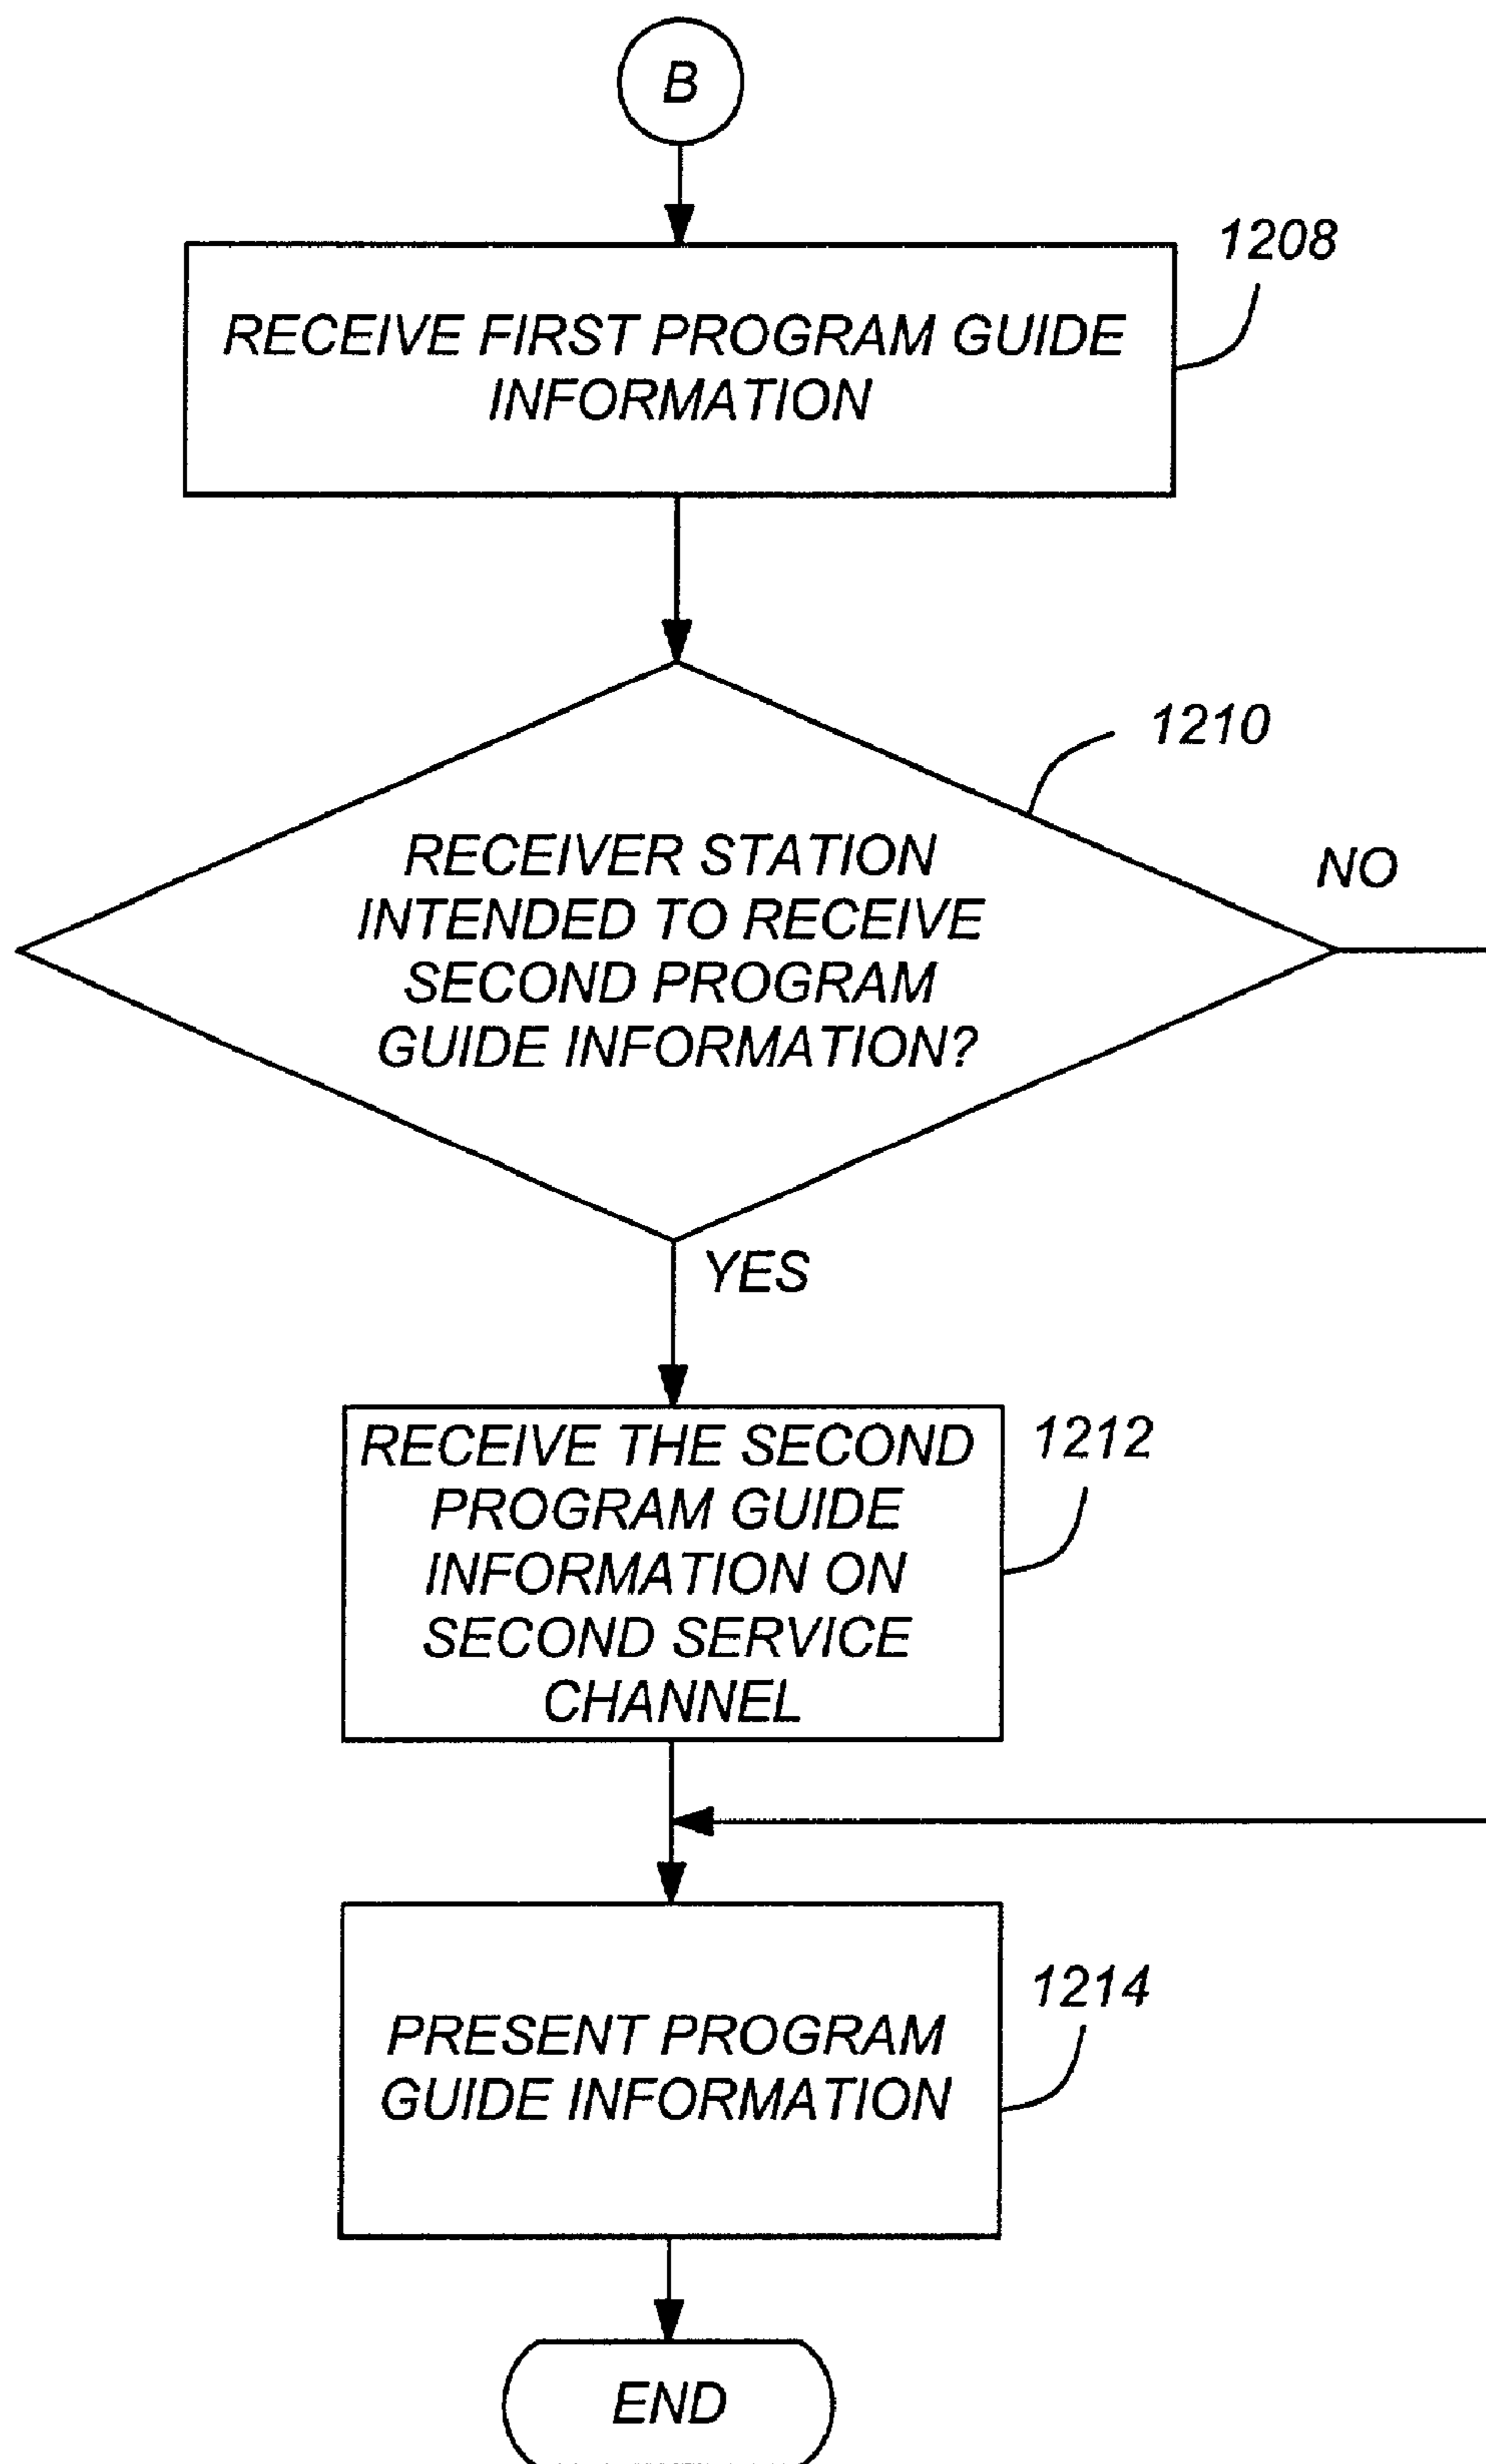 B
1208
RECEIVE FIRST PROGRAM GUIDE
INFORMATION
1210
RECEIVER STATION
INTENDED TO RECEIVE
SECOND PROGRAM
GUIDE INFORMATION?
NO
YES
1212
RECEIVE THE SECOND
PROGRAM GUIDE
INFORMATION ON
SECOND SERVICE
CHANNEL
1214
PRESENT PROGRAM
GUIDE INFORMATION
END